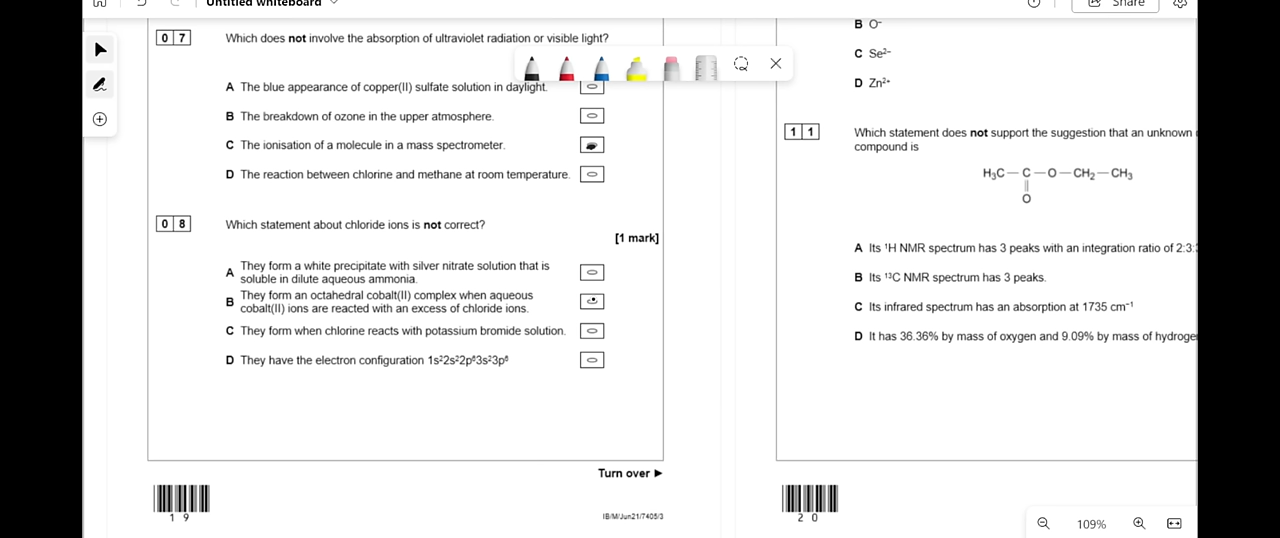 Untitled whiteboard
Share
0 7 Which does not involve the absorption of ultraviolet radiation or visible light?
A The blue appearance of copper(II) sulfate solution in daylight.
B The breakdown of ozone in the upper atmosphere.
C The ionisation of a molecule in a mass spectrometer.
D The reaction between chlorine and methane at room temperature.
0 8 Which statement about chloride ions is not correct?
[1 mark]
A They form a white precipitate with silver nitrate solution that is
soluble in dilute aqueous ammonia.
B They form an octahedral cobalt(II) complex when aqueous
cobalt(II) ions are reacted with an excess of chloride ions.
C They form when chlorine reacts with potassium bromide solution.
D They have the electron configuration 1s²2s²2p⁶3s²3p⁶
Turn over ►
1 9
IB/M/Jun21/7405/3
B O⁻
C Se²⁻
D Zn²⁺
1 1 Which statement does not support the suggestion that an unknown
compound is
H₃C — C — O — CH₂ — CH₃
O
A Its ¹H NMR spectrum has 3 peaks with an integration ratio of 2:3:
B Its ¹³C NMR spectrum has 3 peaks.
C Its infrared spectrum has an absorption at 1735 cm⁻¹
D It has 36.36% by mass of oxygen and 9.09% by mass of hydroge
2 0
109%